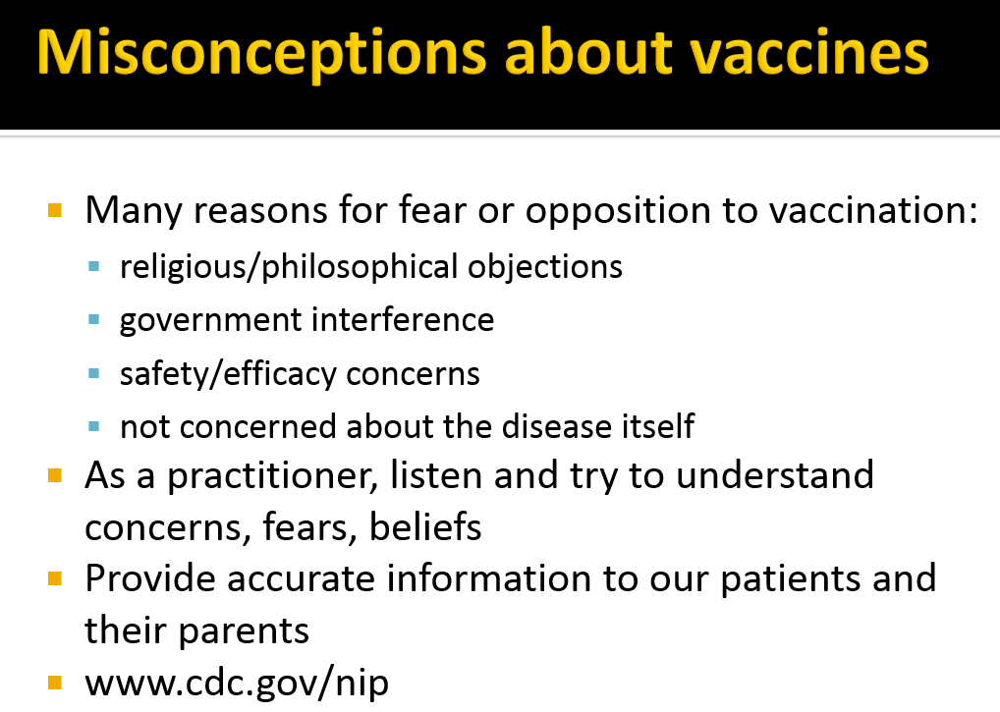 Misconceptions about vaccines
Many reasons for fear or opposition to vaccination:
religious/philosophical objections
government interference
safety/efficacy concerns
not concerned about the disease itself
As a practitioner, listen and try to understand
concerns, fears, beliefs
Provide accurate information to our patients and
their parents
www.cdc.gov/nip